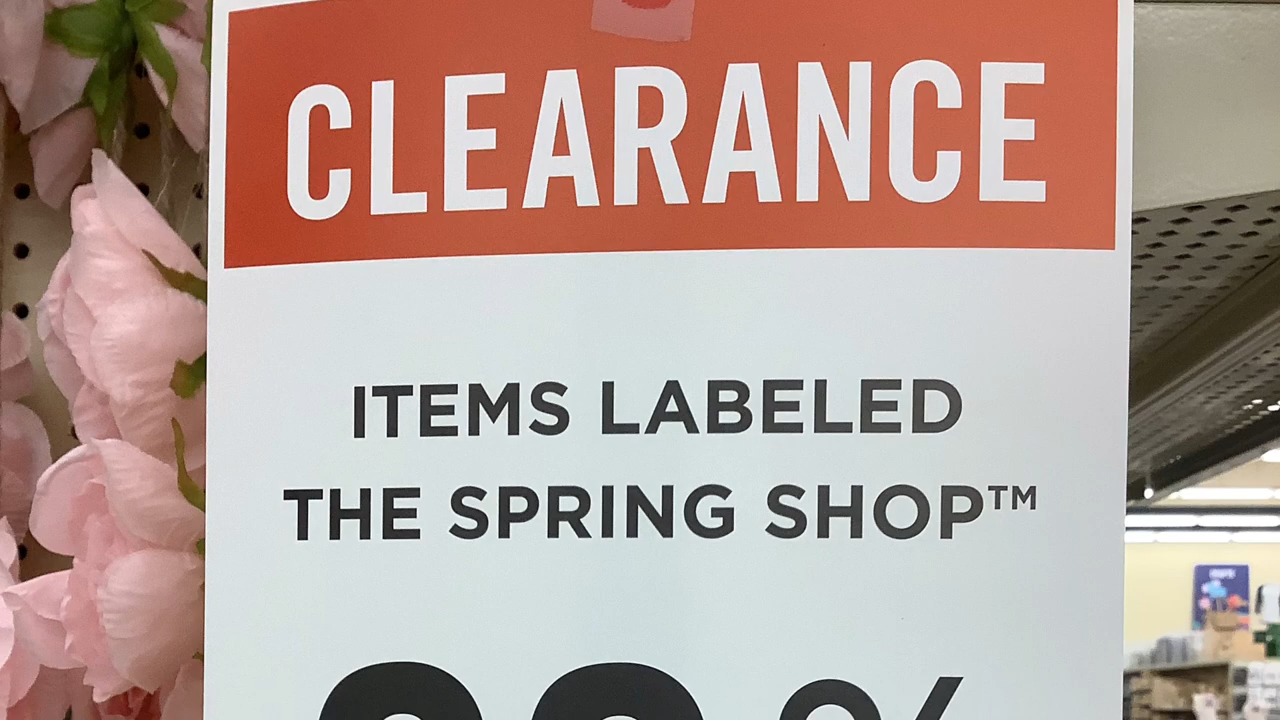 CLEARANCE
ITEMS LABELED
THE SPRING SHOP™
%